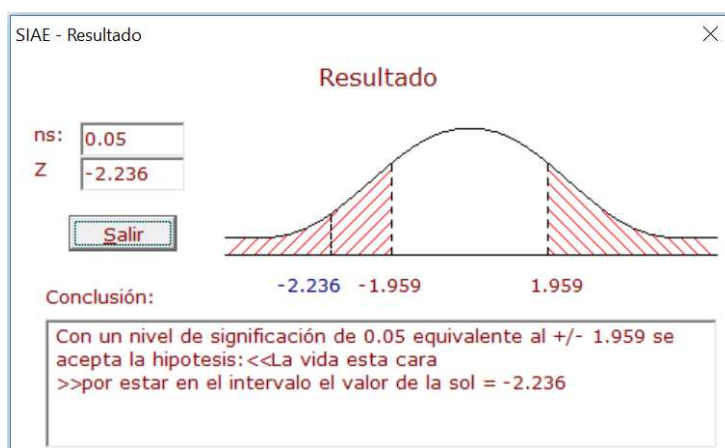 SIAE - Resultado
Resultado
ns: 0.05
Z -2.236
Salir
-2.236 -1.959 1.959
Conclusión:
Con un nivel de significación de 0.05 equivalente al +/- 1.959 se
acepta la hipotesis:<<La vida esta cara
>>por estar en el intervalo el valor de la sol = -2.236